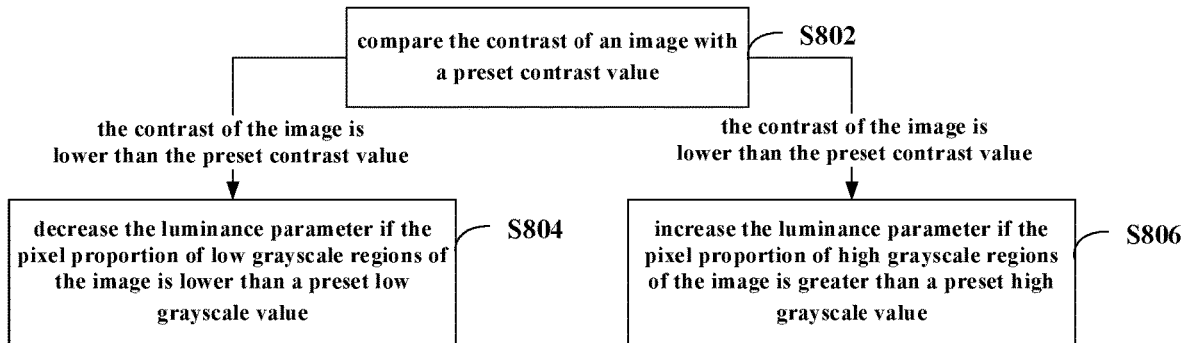 compare the contrast of an image with
a preset contrast value
S802
the contrast of the image is
lower than the preset contrast value
the contrast of the image is
lower than the preset contrast value
decrease the luminance parameter if the
pixel proportion of low grayscale regions of
the image is lower than a preset low
grayscale value
S804
increase the luminance parameter if the
pixel proportion of high grayscale regions
of the image is greater than a preset high
grayscale value
S806